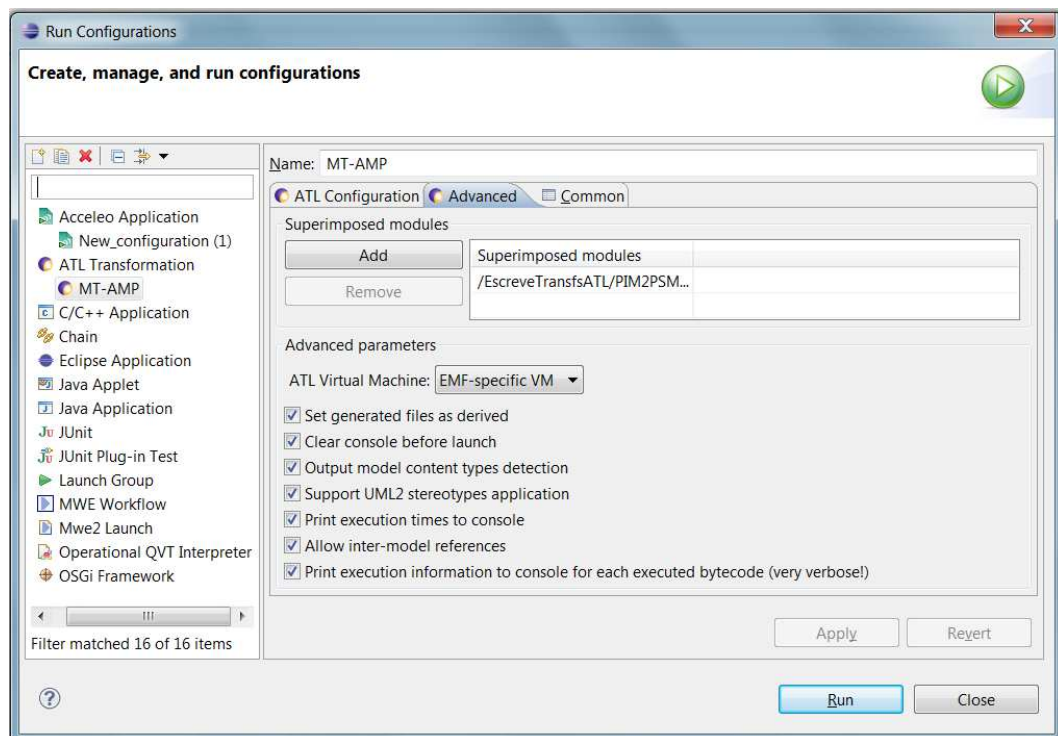 Run Configurations
Create, manage, and run configurations
Name: MT-AMP
ATL Configuration Advanced Common
Acceleo Application
New_configuration (1)
ATL Transformation
MT-AMP
C/C++ Application
Chain
Eclipse Application
Java Applet
Java Application
JUnit
JUnit Plug-in Test
Launch Group
MWE Workflow
Mwe2 Launch
Operational QVT Interpreter
OSGi Framework
Filter matched 16 of 16 items
Superimposed modules
Add
Remove
Superimposed modules
/EscreveTransfsATL/PIM2PSM...
Advanced parameters
ATL Virtual Machine: EMF-specific VM
Set generated files as derived
Clear console before launch
Output model content types detection
Support UML2 stereotypes application
Print execution times to console
Allow inter-model references
Print execution information to console for each executed bytecode (very verbose!)
Apply Revert
Run Close